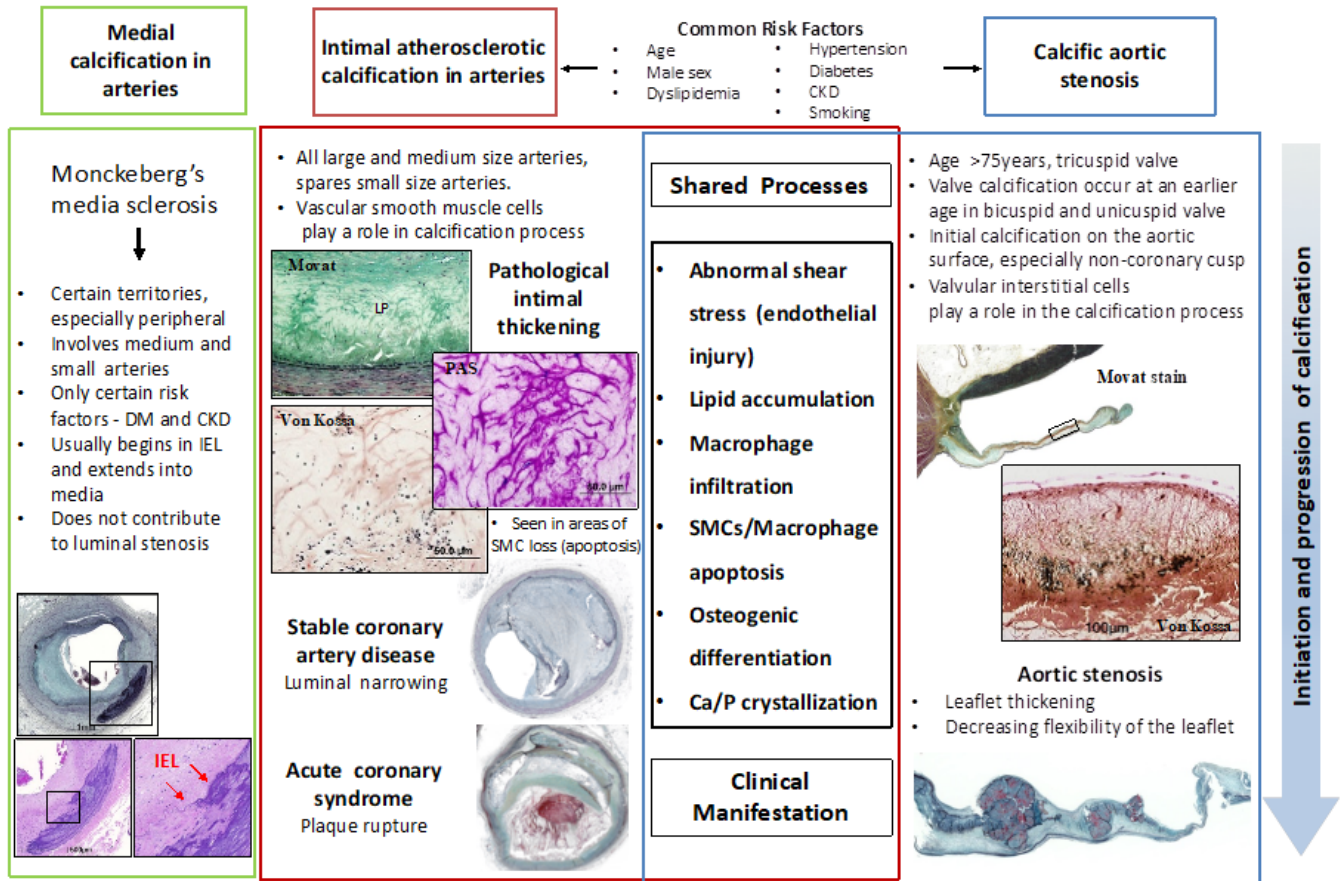 Medial
calcification in
arteries
Intimal atherosclerotic
calcification in arteries
Common Risk Factors
• Age
• Male sex
• Dyslipidemia
• Hypertension
• Diabetes
• CKD
• Smoking
Calcific aortic
stenosis
Monckeberg's
media sclerosis
• Certain territories,
especially peripheral
• Involves medium and
small arteries
• Only certain risk
factors - DM and CKD
• Usually begins in IEL
and extends into
media
• Does not contribute
to luminal stenosis
1mm
IEL
• All large and medium size arteries,
spares small size arteries.
• Vascular smooth muscle cells
play a role in calcification process
Movat
LP
Pathological
intimal
thickening
PAS
50.0 µm
Von Kossa
50.0 µm
• Seen in areas of
SMC loss (apoptosis)
Stable coronary
artery disease
Luminal narrowing
Acute coronary
syndrome
Plaque rupture
Shared Processes
• Abnormal shear
stress (endothelial
injury)
• Lipid accumulation
• Macrophage
infiltration
• SMCs/Macrophage
apoptosis
• Osteogenic
differentiation
• Ca/P crystallization
Clinical
Manifestation
• Age >75years, tricuspid valve
• Valve calcification occur at an earlier
age in bicuspid and unicuspid valve
• Initial calcification on the aortic
surface, especially non-coronary cusp
• Valvular interstitial cells
play a role in the calcification process
Movat stain
100µm
Von Kossa
Aortic stenosis
• Leaflet thickening
• Decreasing flexibility of the leaflet
Initiation and progression of calcification